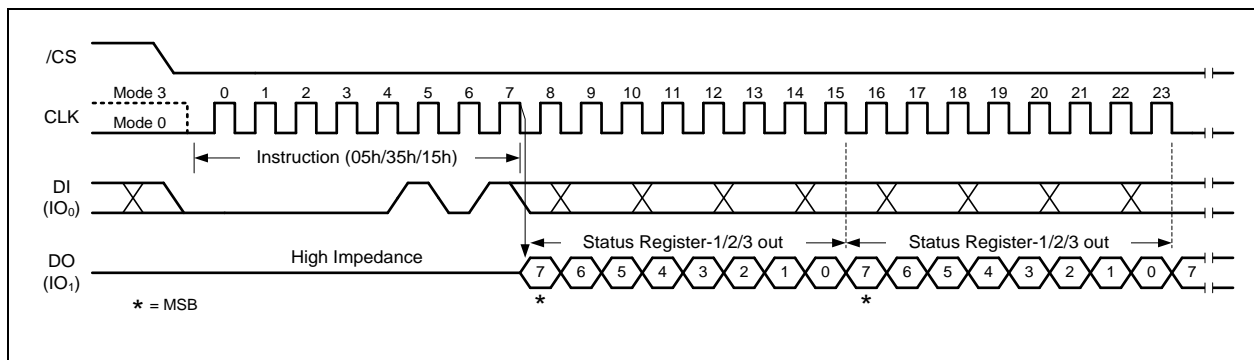 /CS
Mode 3 0 1 2 3 4 5 6 7 8 9 10 11 12 13 14 15 16 17 18 19 20 21 22 23
CLK
Mode 0
Instruction (05h/35h/15h)
DI
(IO₀)
Status Register-1/2/3 out Status Register-1/2/3 out
High Impedance
DO 7 6 5 4 3 2 1 0 7 6 5 4 3 2 1 0 7
(IO₁)
* = MSB * *